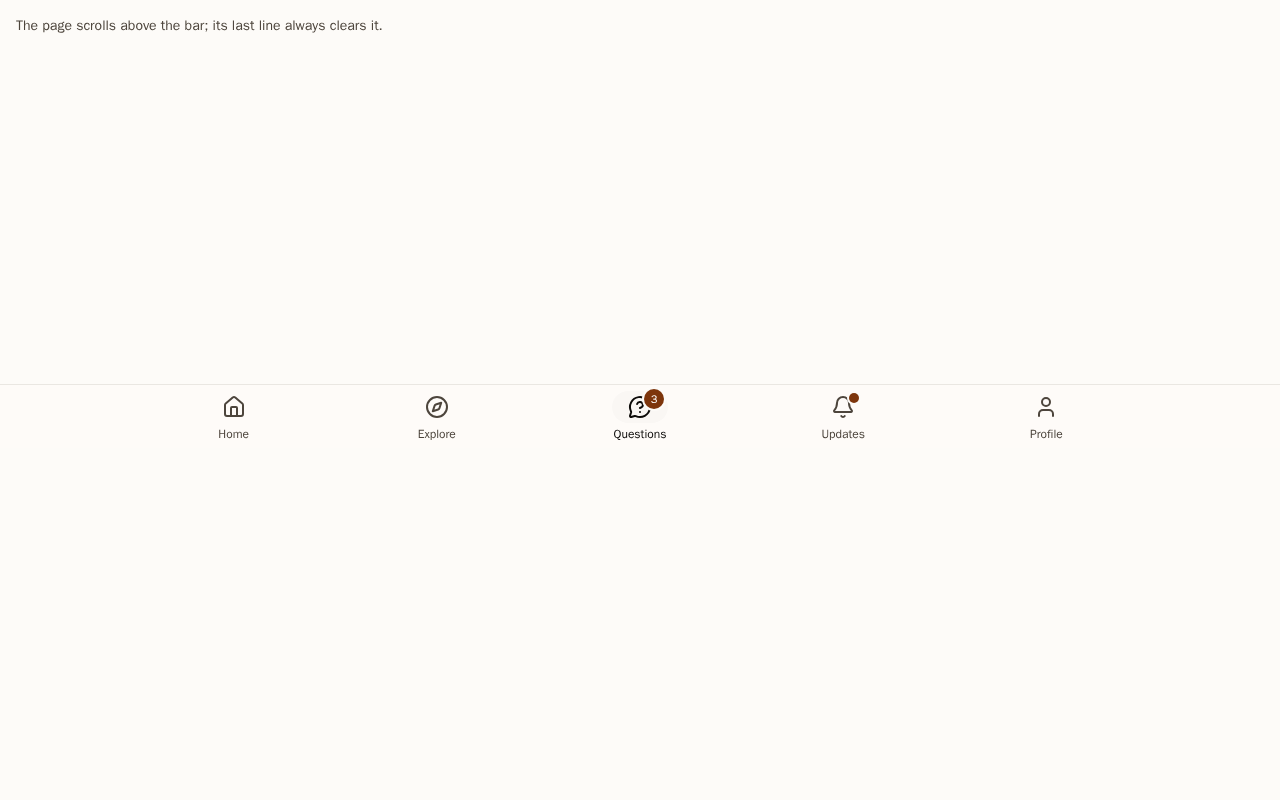 The page scrolls above the bar; its last line always clears it.
3
Home
Explore
Questions
Updates
Profile